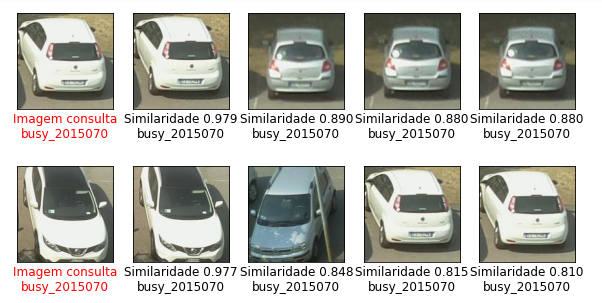 Imagem consulta Similaridade 0.979 Similaridade 0.890 Similaridade 0.880 Similaridade 0.880
busy_2015070 busy_2015070 busy_2015070 busy_2015070 busy_2015070
Imagem consulta Similaridade 0.977 Similaridade 0.848 Similaridade 0.815 Similaridade 0.810
busy_2015070 busy_2015070 busy_2015070 busy_2015070 busy_2015070